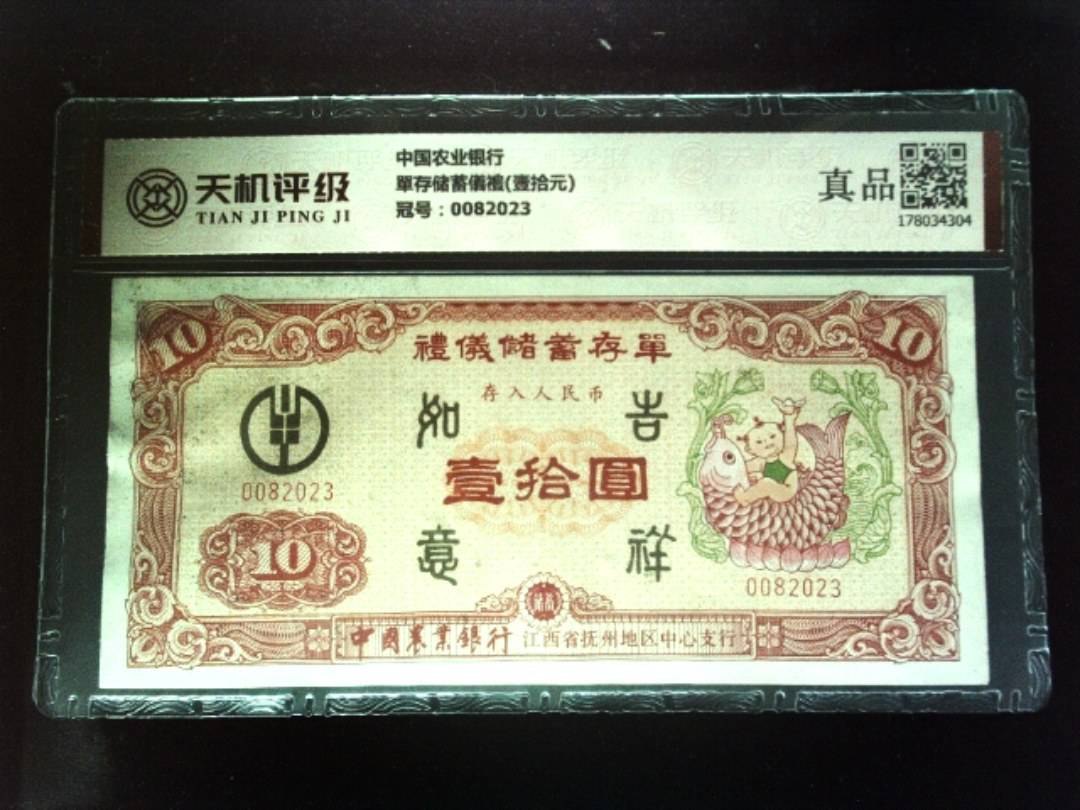 天机评级
TIAN JI PING JI
中国农业银行
單存储蓄儀禮(壹拾元)
冠号：0082023
真品
178034304
10
10
禮儀儲蓄存單
存入人民币
如 吉
壹拾圓
意 祥
0082023
10
0082023
中國農業銀行 江西省抚州地区中心支行